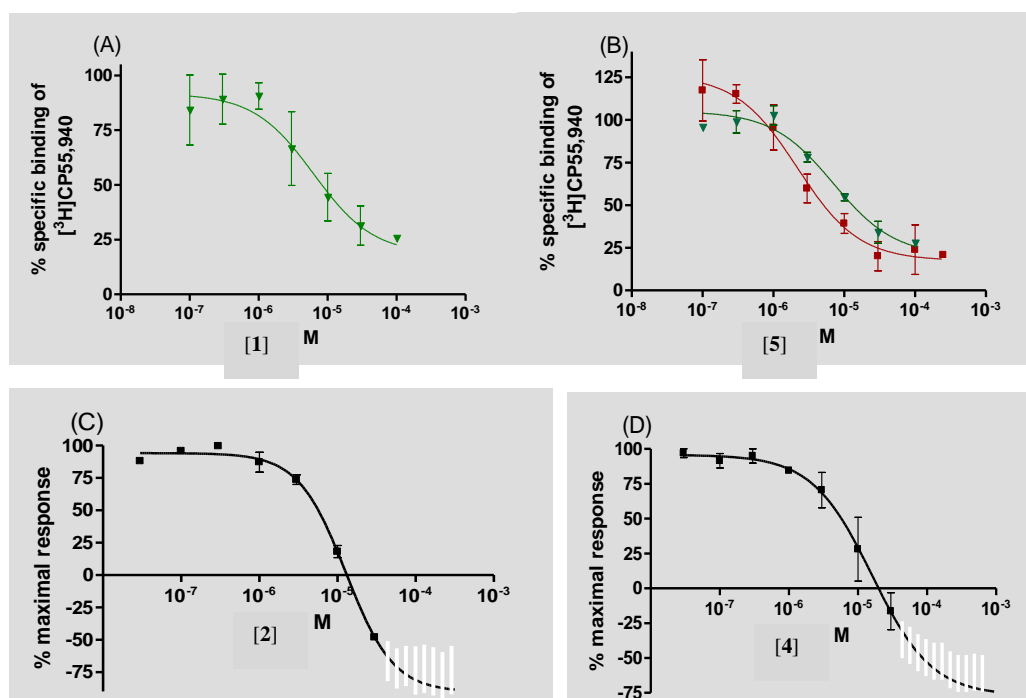 (A)
% specific binding of
[³H]CP55,940
100
75
50
25
0
10⁻⁸ 10⁻⁷ 10⁻⁶ 10⁻⁵ 10⁻⁴ 10⁻³
[1] M
(B)
% specific binding of
[³H]CP55,940
125
100
75
50
25
0
10⁻⁸ 10⁻⁷ 10⁻⁶ 10⁻⁵ 10⁻⁴ 10⁻³
[5] M
(C)
% maximal response
100
75
50
25
0
-25
-50
-75
10⁻⁷ 10⁻⁶ 10⁻⁵ 10⁻⁴ 10⁻³
[2] M
(D)
% maximal response
100
75
50
25
0
-25
-50
-75
10⁻⁷ 10⁻⁶ 10⁻⁵ 10⁻⁴ 10⁻³
[4] M